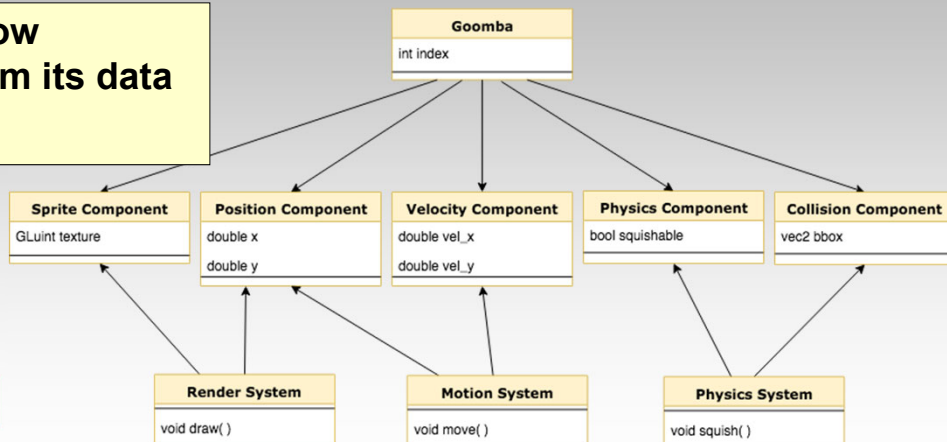 ow
m its data
Goomba
int index
Sprite Component
GLuint texture
Position Component
double x
double y
Velocity Component
double vel_x
double vel_y
Physics Component
bool squishable
Collision Component
vec2 bbox
Render System
void draw( )
Motion System
void move( )
Physics System
void squish( )